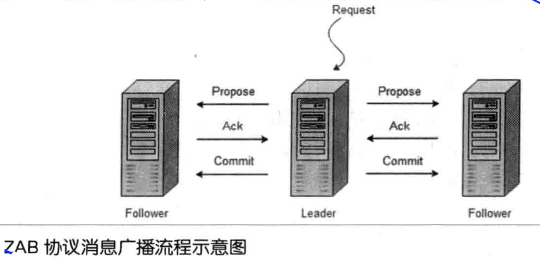 Request
Propose
Propose
Ack
Ack
Commit
Commit
Follower
Leader
Follower
ZAB 协议消息广播流程示意图